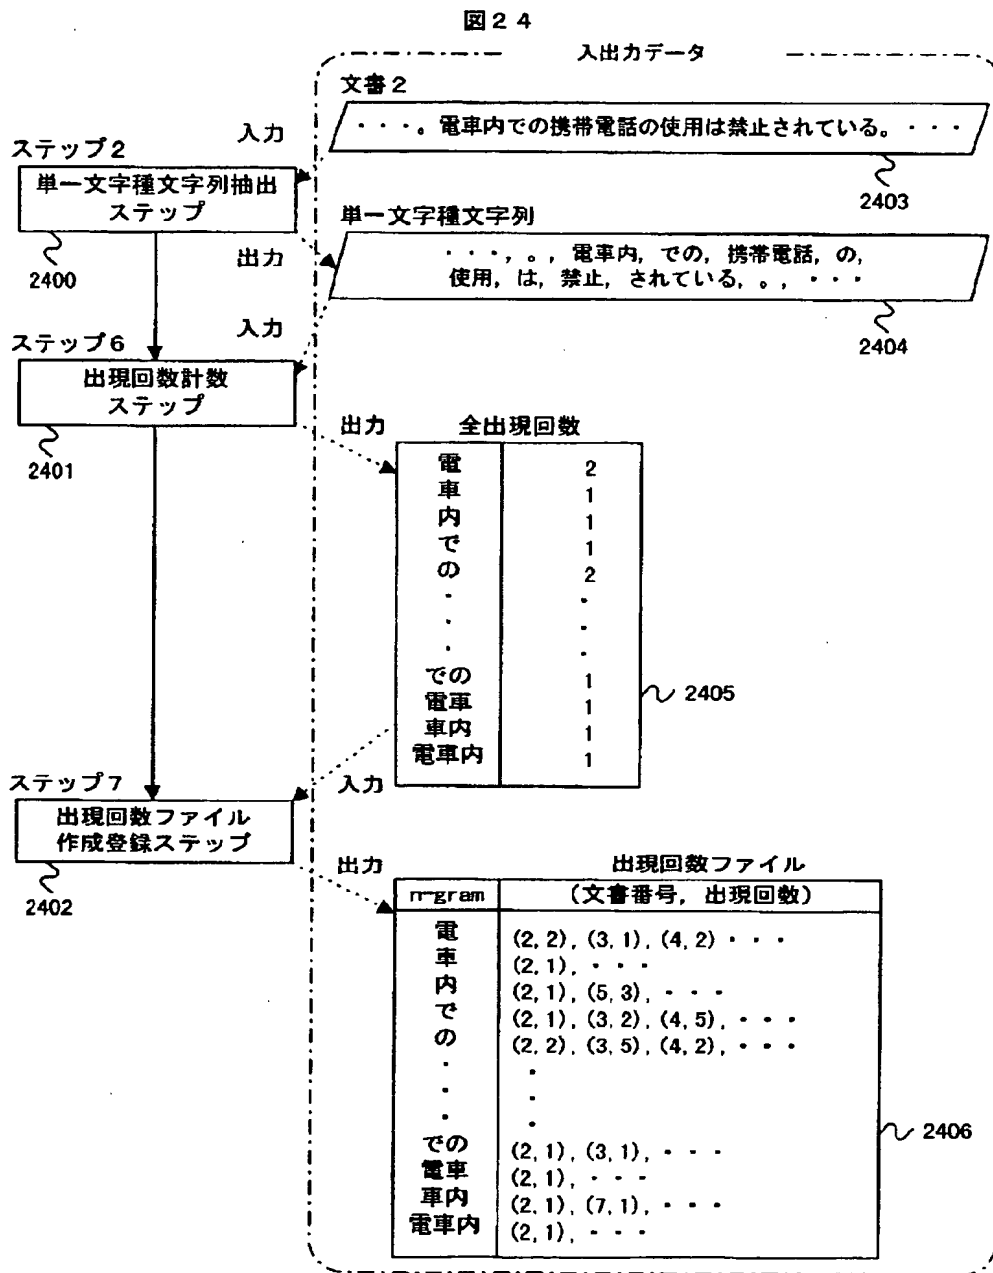 図24
入出力データ
文書2
・・・。電車内での携帯電話の使用は禁止されている。・・・
2403
入力
ステップ2
単一文字種文字列抽出
ステップ
2400
出力
単一文字種文字列
・・・, 。, 電車内, での, 携帯電話, の,
使用, は, 禁止, されている, 。, ・・・
2404
入力
ステップ6
出現回数計数
ステップ
2401
出力
全出現回数
電 2
車 1
内 1
で 1
の 2
・ ・
・ ・
・ ・
での 1
電車 1
車内 1
電車内 1
2405
入力
ステップ7
出現回数ファイル
作成登録ステップ
2402
出力
出現回数ファイル
n-gram (文書番号, 出現回数)
電 (2, 2), (3, 1), (4, 2) ・・・
車 (2, 1), ・・・
内 (2, 1), (5, 3), ・・・
で (2, 1), (3, 2), (4, 5), ・・・
の (2, 2), (3, 5), (4, 2), ・・・
・ ・
・ ・
・ ・
での (2, 1), (3, 1), ・・・
電車 (2, 1), ・・・
車内 (2, 1), (7, 1), ・・・
電車内 (2, 1), ・・・
2406